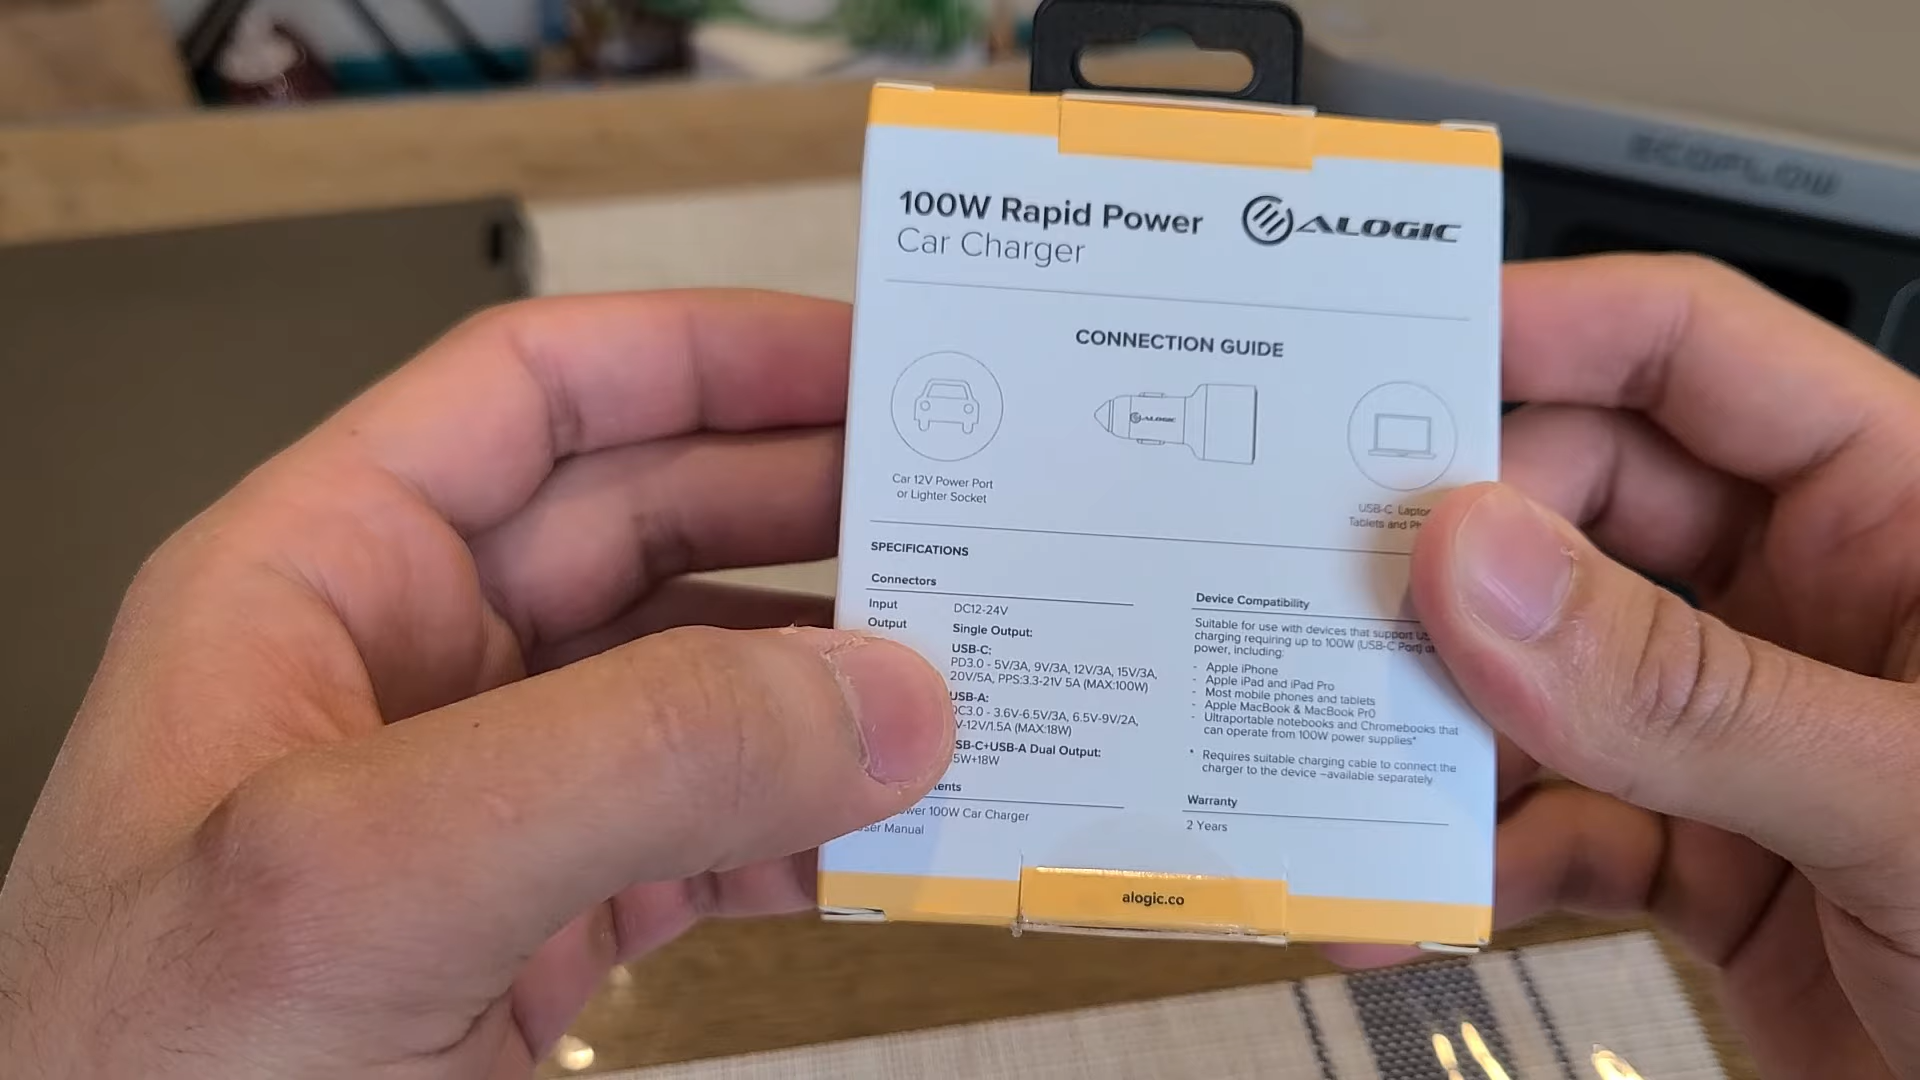 ECOFLOW
100W Rapid Power
Car Charger
ALOGIC
CONNECTION GUIDE
ALOGIC
Car 12V Power Port
or Lighter Socket
USB-C
Tablets and
SPECIFICATIONS
Connectors
Input DC12-24V
Output Single Output:
USB-C:
PD3.0 - 5V/3A, 9V/3A, 12V/3A, 15V/3A,
20V/5A, PPS:3.3-21V 5A (MAX:100W)
USB-A:
3.6V-6.5V/3A, 6.5V-9V/2A,
V-12V/1.5A (MAX:18W)
SB-C+USB-A Dual Output:
5W+18W
100W Car Charger
Manual
Device Compatibility
Suitable for use with devices that support
charging requiring up to 100W (USB-C Port)
power, including:
- Apple iPhone
- Apple iPad and iPad Pro
- Most mobile phones and tablets
- Apple MacBook & MacBook Pr0
- Ultraportable notebooks and Chromebooks that
can operate from 100W power supplies*
* Requires suitable charging cable to connect the
charger to the device –available separately
Warranty
2 Years
alogic.co